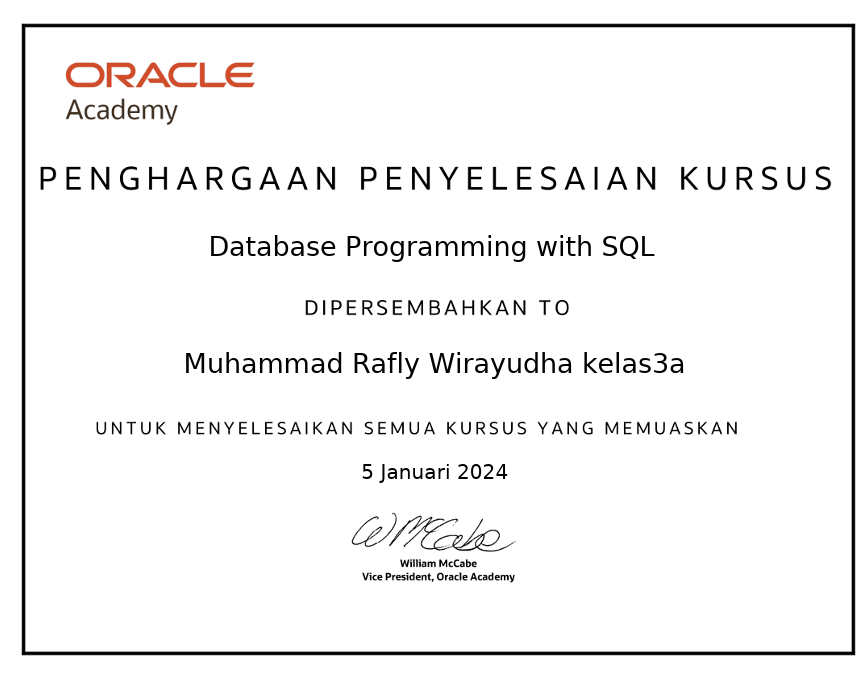 ORACLE
Academy
PENGHARGAAN PENYELESAIAN KURSUS
Database Programming with SQL
DIPERSEMBAHKAN TO
Muhammad Rafly Wirayudha kelas3a
UNTUK MENYELESAIKAN SEMUA KURSUS YANG MEMUASKAN
5 Januari 2024
WMcCabe
William McCabe
Vice President, Oracle Academy